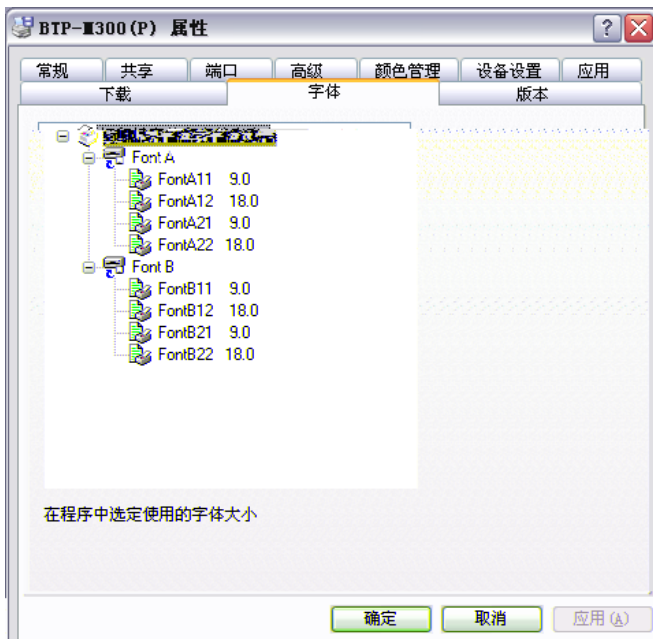 BTP-M300(P) 属性
常规 共享 端口 高级 颜色管理 设备设置 应用
下载 字体 版本
Font A
FontA11 9.0
FontA12 18.0
FontA21 9.0
FontA22 18.0
Font B
FontB11 9.0
FontB12 18.0
FontB21 9.0
FontB22 18.0
在程序中选定使用的字体大小
确定 取消 应用(A)